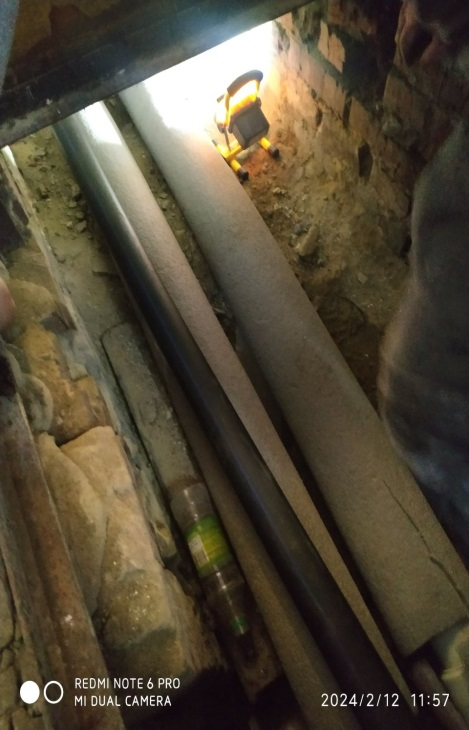 REDMI NOTE 6 PRO
MI DUAL CAMERA
2024/2/12 11:57